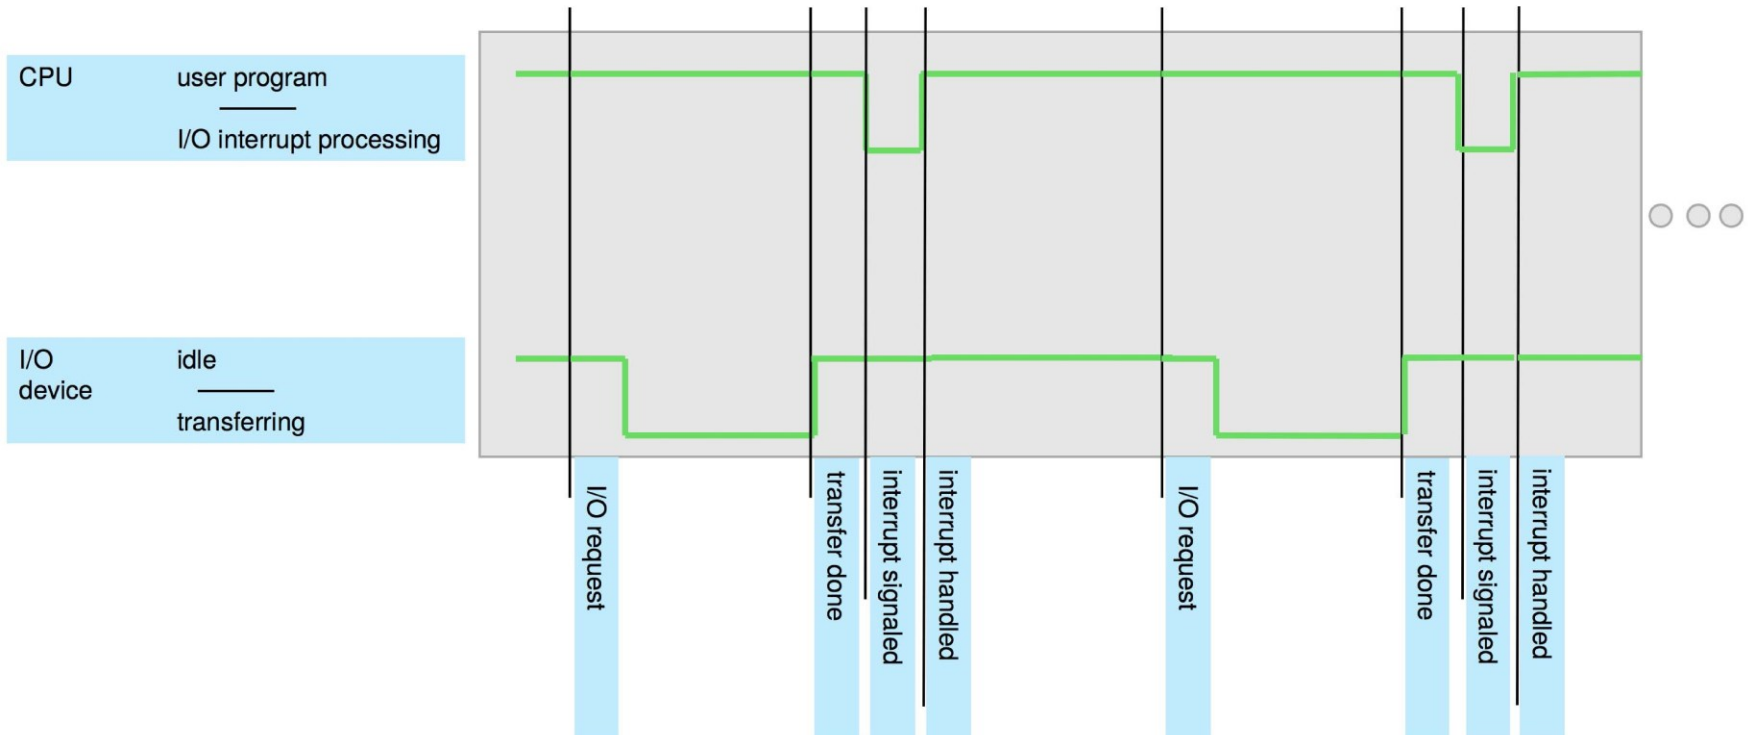 CPU
user program
I/O interrupt processing
I/O
device
idle
transferring
I/O request
transfer done
interrupt signaled
interrupt handled
I/O request
transfer done
interrupt signaled
interrupt handled